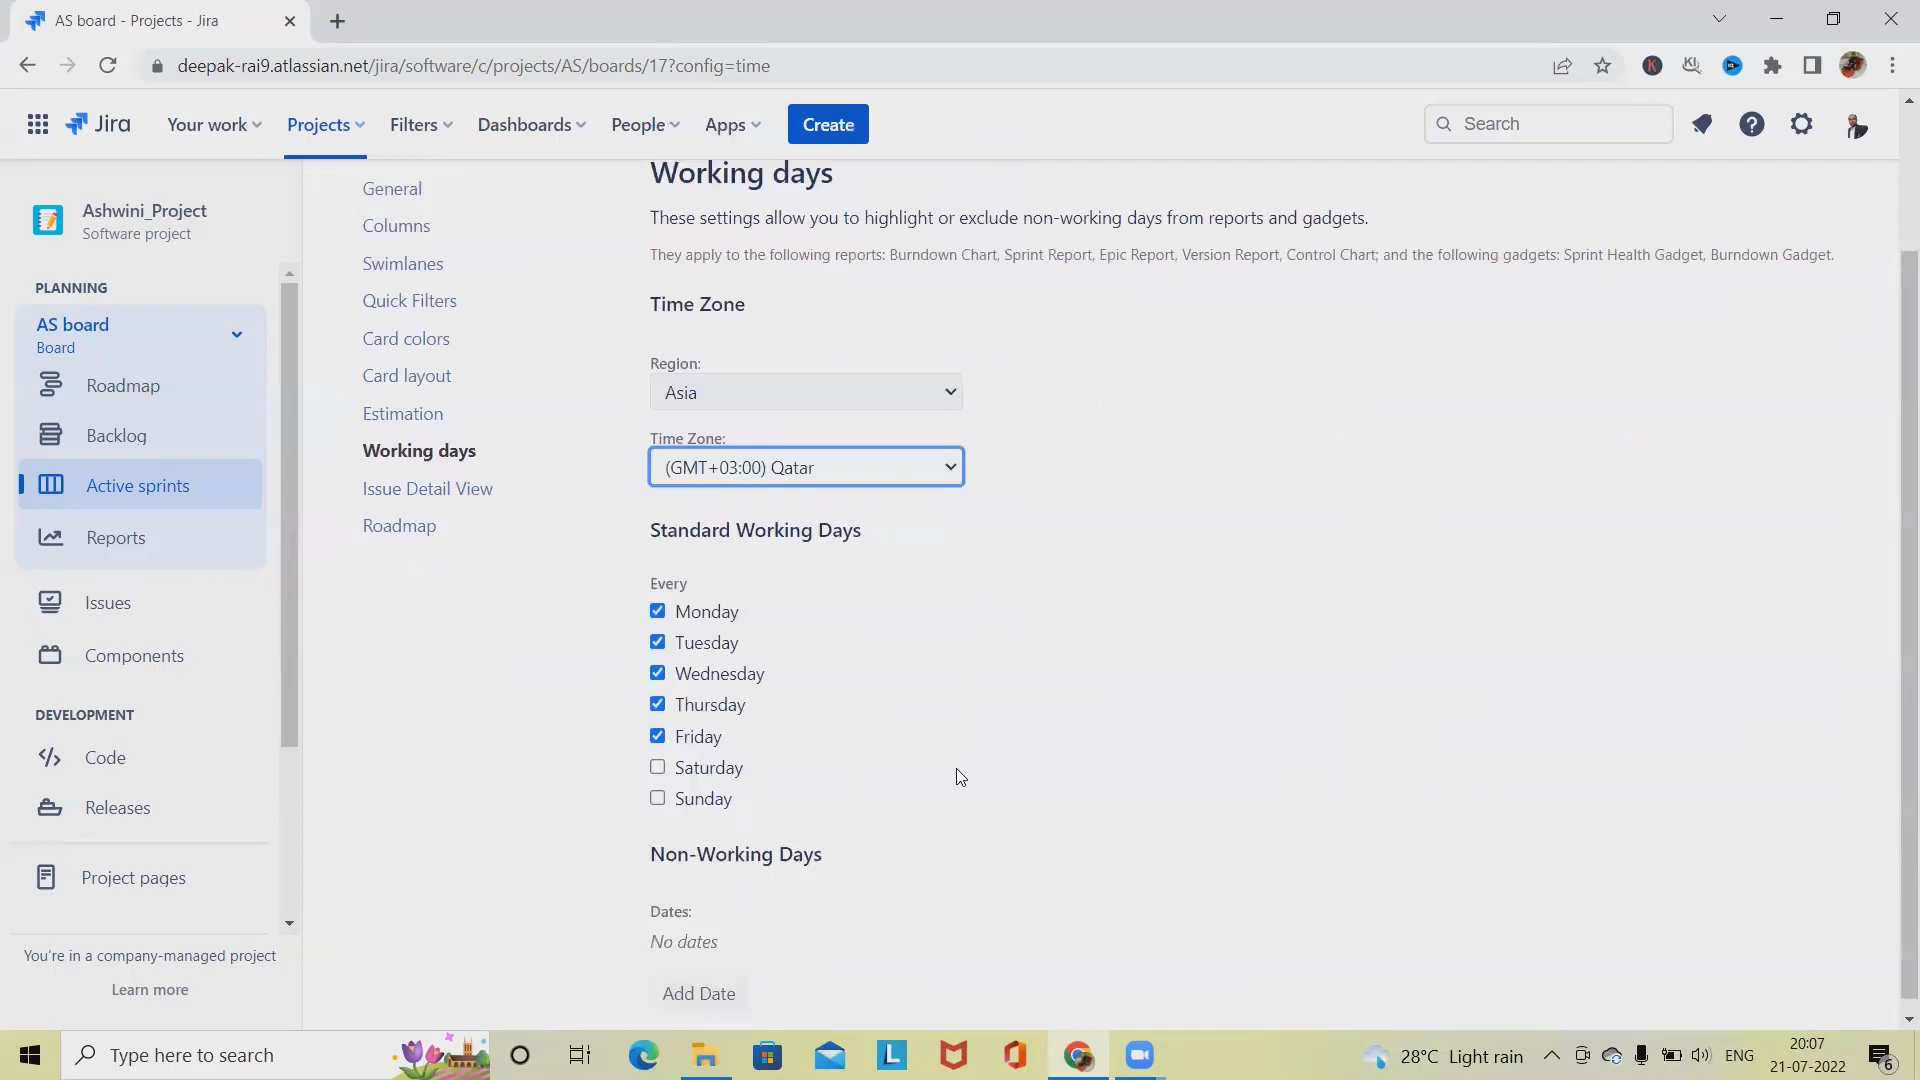 AS board - Projects - Jira
deepak-rai9.atlassian.net/jira/software/c/projects/AS/boards/17?config=time
Jira
Your work
Projects
Filters
Dashboards
People
Apps
Create
Search
Ashwini_Project
Software project
PLANNING
AS board
Board
Roadmap
Backlog
Active sprints
Reports
Issues
Components
DEVELOPMENT
Code
Releases
Project pages
You're in a company-managed project
Learn more
General
Columns
Swimlanes
Quick Filters
Card colors
Card layout
Estimation
Working days
Issue Detail View
Roadmap
Working days
These settings allow you to highlight or exclude non-working days from reports and gadgets.
They apply to the following reports: Burndown Chart, Sprint Report, Epic Report, Version Report, Control Chart; and the following gadgets: Sprint Health Gadget, Burndown Gadget.
Time Zone
Region:
Asia
Time Zone:
(GMT+03:00) Qatar
Standard Working Days
Every
Monday
Tuesday
Wednesday
Thursday
Friday
Saturday
Sunday
Non-Working Days
Dates:
No dates
Add Date
Type here to search
28°C Light rain
ENG
20:07
21-07-2022
6